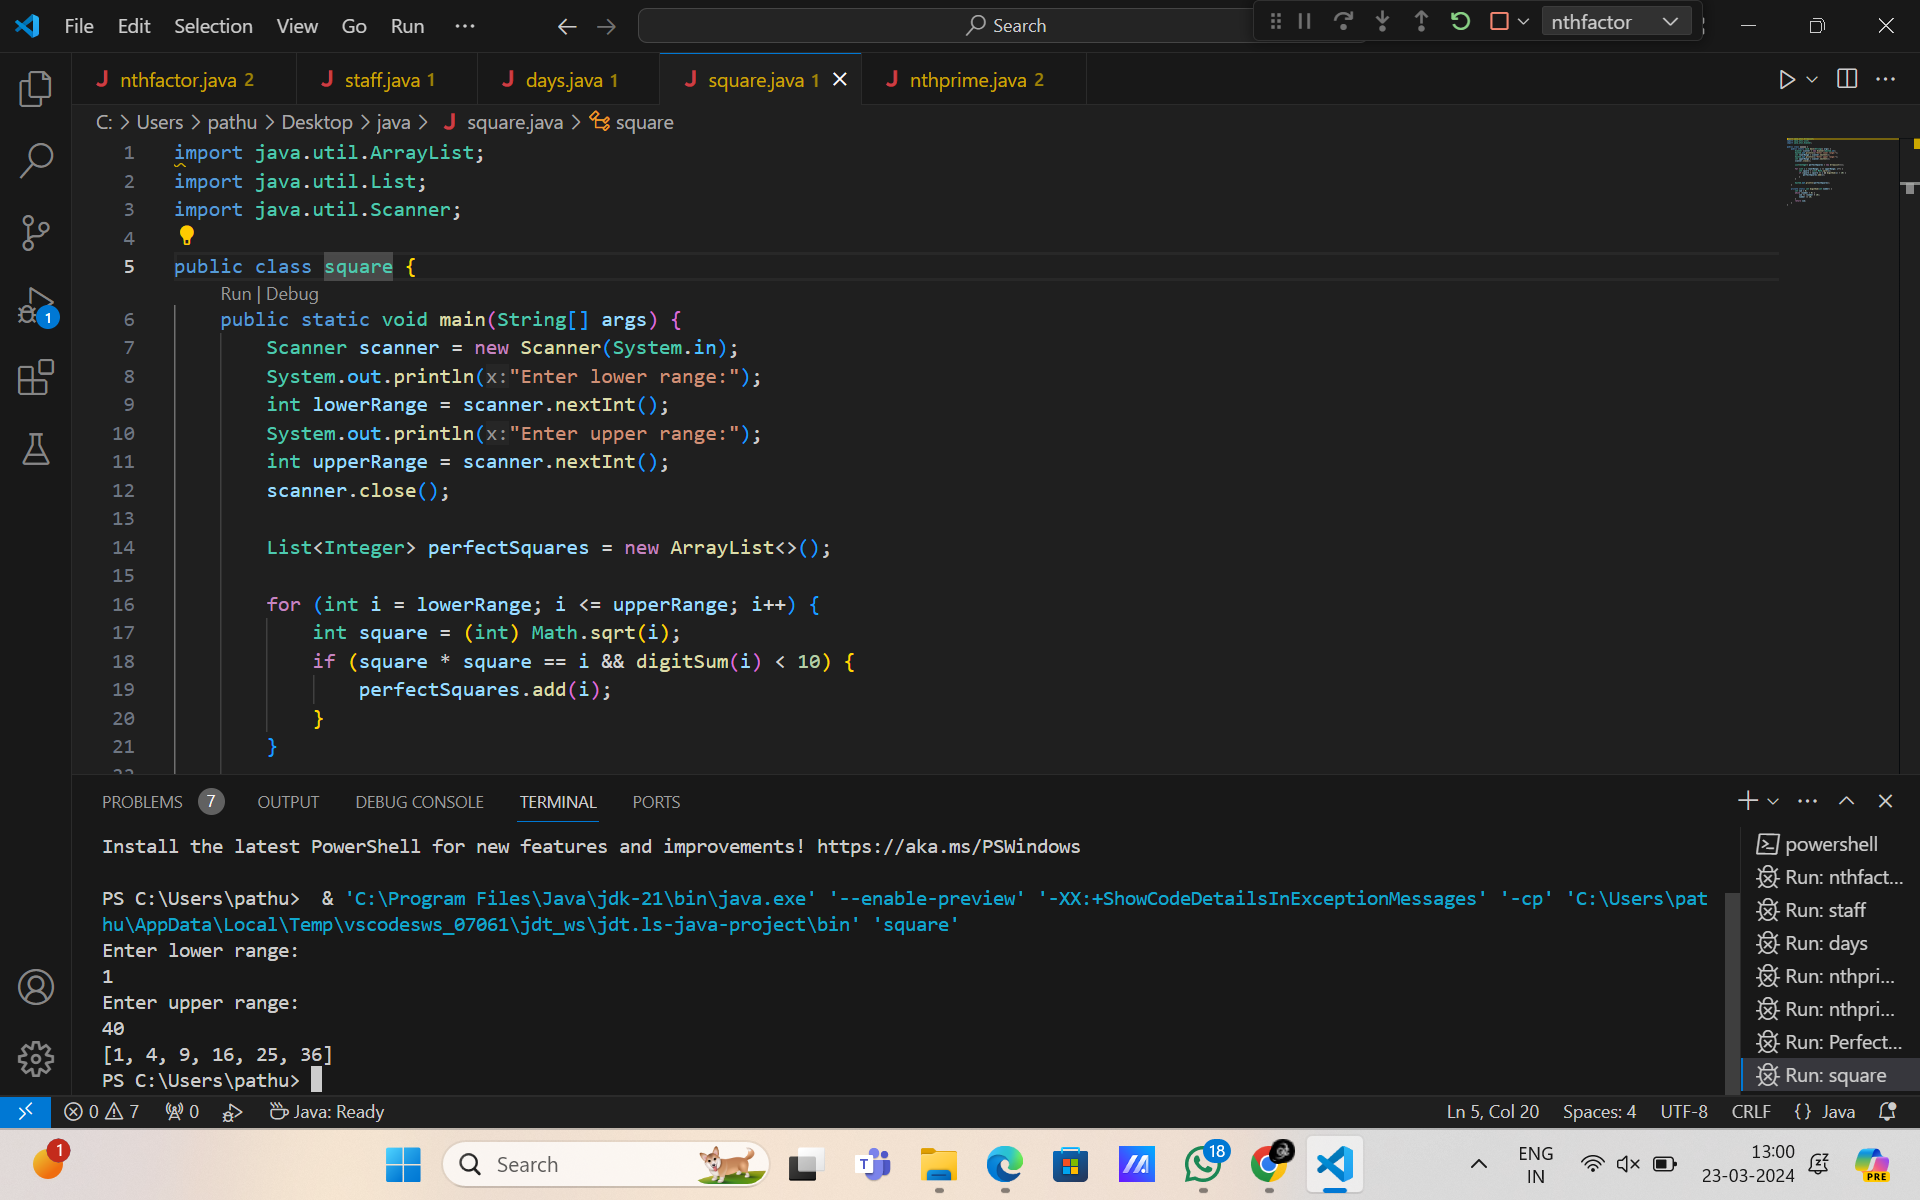 File Edit Selection View Go Run ··· Search nthfactor
nthfactor.java 2 staff.java 1 days.java 1 square.java 1 nthprime.java 2
C: > Users > pathu > Desktop > java > square.java > square
1 import java.util.ArrayList;
2 import java.util.List;
3 import java.util.Scanner;
4
5 public class square {
Run | Debug
6 public static void main(String[] args) {
7 Scanner scanner = new Scanner(System.in);
8 System.out.println(x:"Enter lower range:");
9 int lowerRange = scanner.nextInt();
10 System.out.println(x:"Enter upper range:");
11 int upperRange = scanner.nextInt();
12 scanner.close();
13
14 List<Integer> perfectSquares = new ArrayList<>();
15
16 for (int i = lowerRange; i <= upperRange; i++) {
17 int square = (int) Math.sqrt(i);
18 if (square * square == i && digitSum(i) < 10) {
19 perfectSquares.add(i);
20 }
21 }
1
PROBLEMS 7 OUTPUT DEBUG CONSOLE TERMINAL PORTS
Install the latest PowerShell for new features and improvements! https://aka.ms/PSWindows
PS C:\Users\pathu> & 'C:\Program Files\Java\jdk-21\bin\java.exe' '--enable-preview' '-XX:+ShowCodeDetailsInExceptionMessages' '-cp' 'C:\Users\pat
hu\AppData\Local\Temp\vscodesws_07061\jdt_ws\jdt.ls-java-project\bin' 'square'
Enter lower range:
1
Enter upper range:
40
[1, 4, 9, 16, 25, 36]
PS C:\Users\pathu>
powershell
Run: nthfact...
Run: staff
Run: days
Run: nthpri...
Run: nthpri...
Run: Perfect...
Run: square
0 7 0 Java: Ready Ln 5, Col 20 Spaces: 4 UTF-8 CRLF {} Java
1 Search T 18 ENG 13:00
IN 23-03-2024 PRE